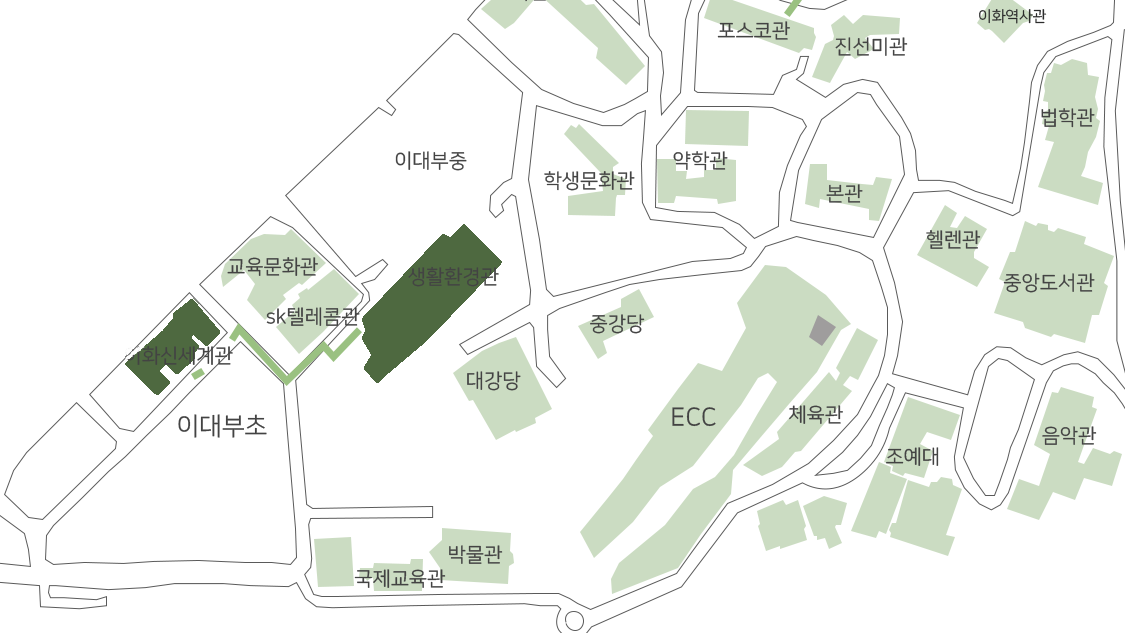 이화역사관
포스코관
진선미관
법학관
이대부중
약학관
학생문화관
본관
헬렌관
교육문화관
생활환경관
중앙도서관
sk텔레콤관
중강당
이화신세계관
대강당
ECC
체육관
이대부초
음악관
조예대
박물관
국제교육관